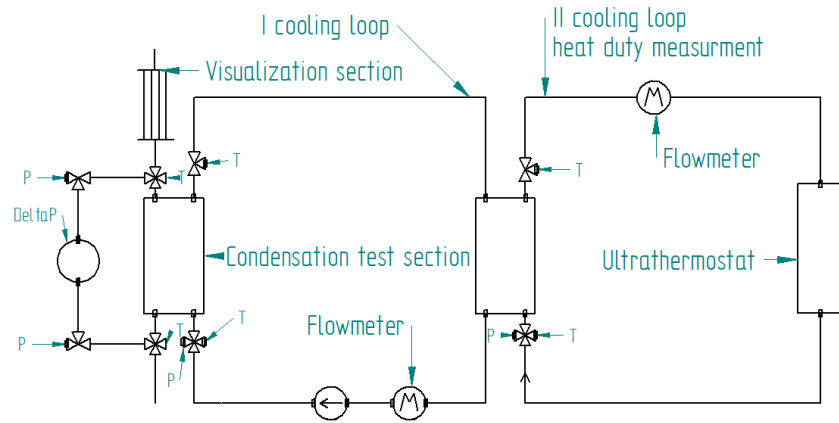 I cooling loop
II cooling loop
heat duty measurment
Visualization section
M
Flowmeter
T
T
P
T
DeltaP
Condensation test section
Ultrathermostat
Flowmeter
T
T
P
T
P
P
M